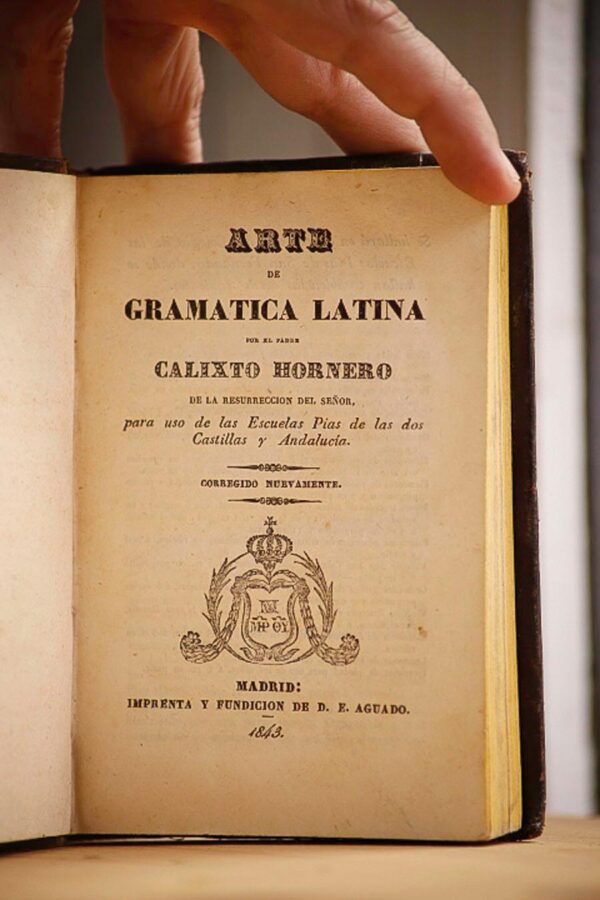 ARTE
DE
GRAMATICA LATINA
POR EL PADRE
CALIXTO HORNERO
DE LA RESURRECCION DEL SEÑOR,
para uso de las Escuelas Pias de las dos
Castillas y Andalucía.
CORREGIDO NUEVAMENTE.
MADRID:
IMPRENTA Y FUNDICION DE D. E. AGUADO.
1843.